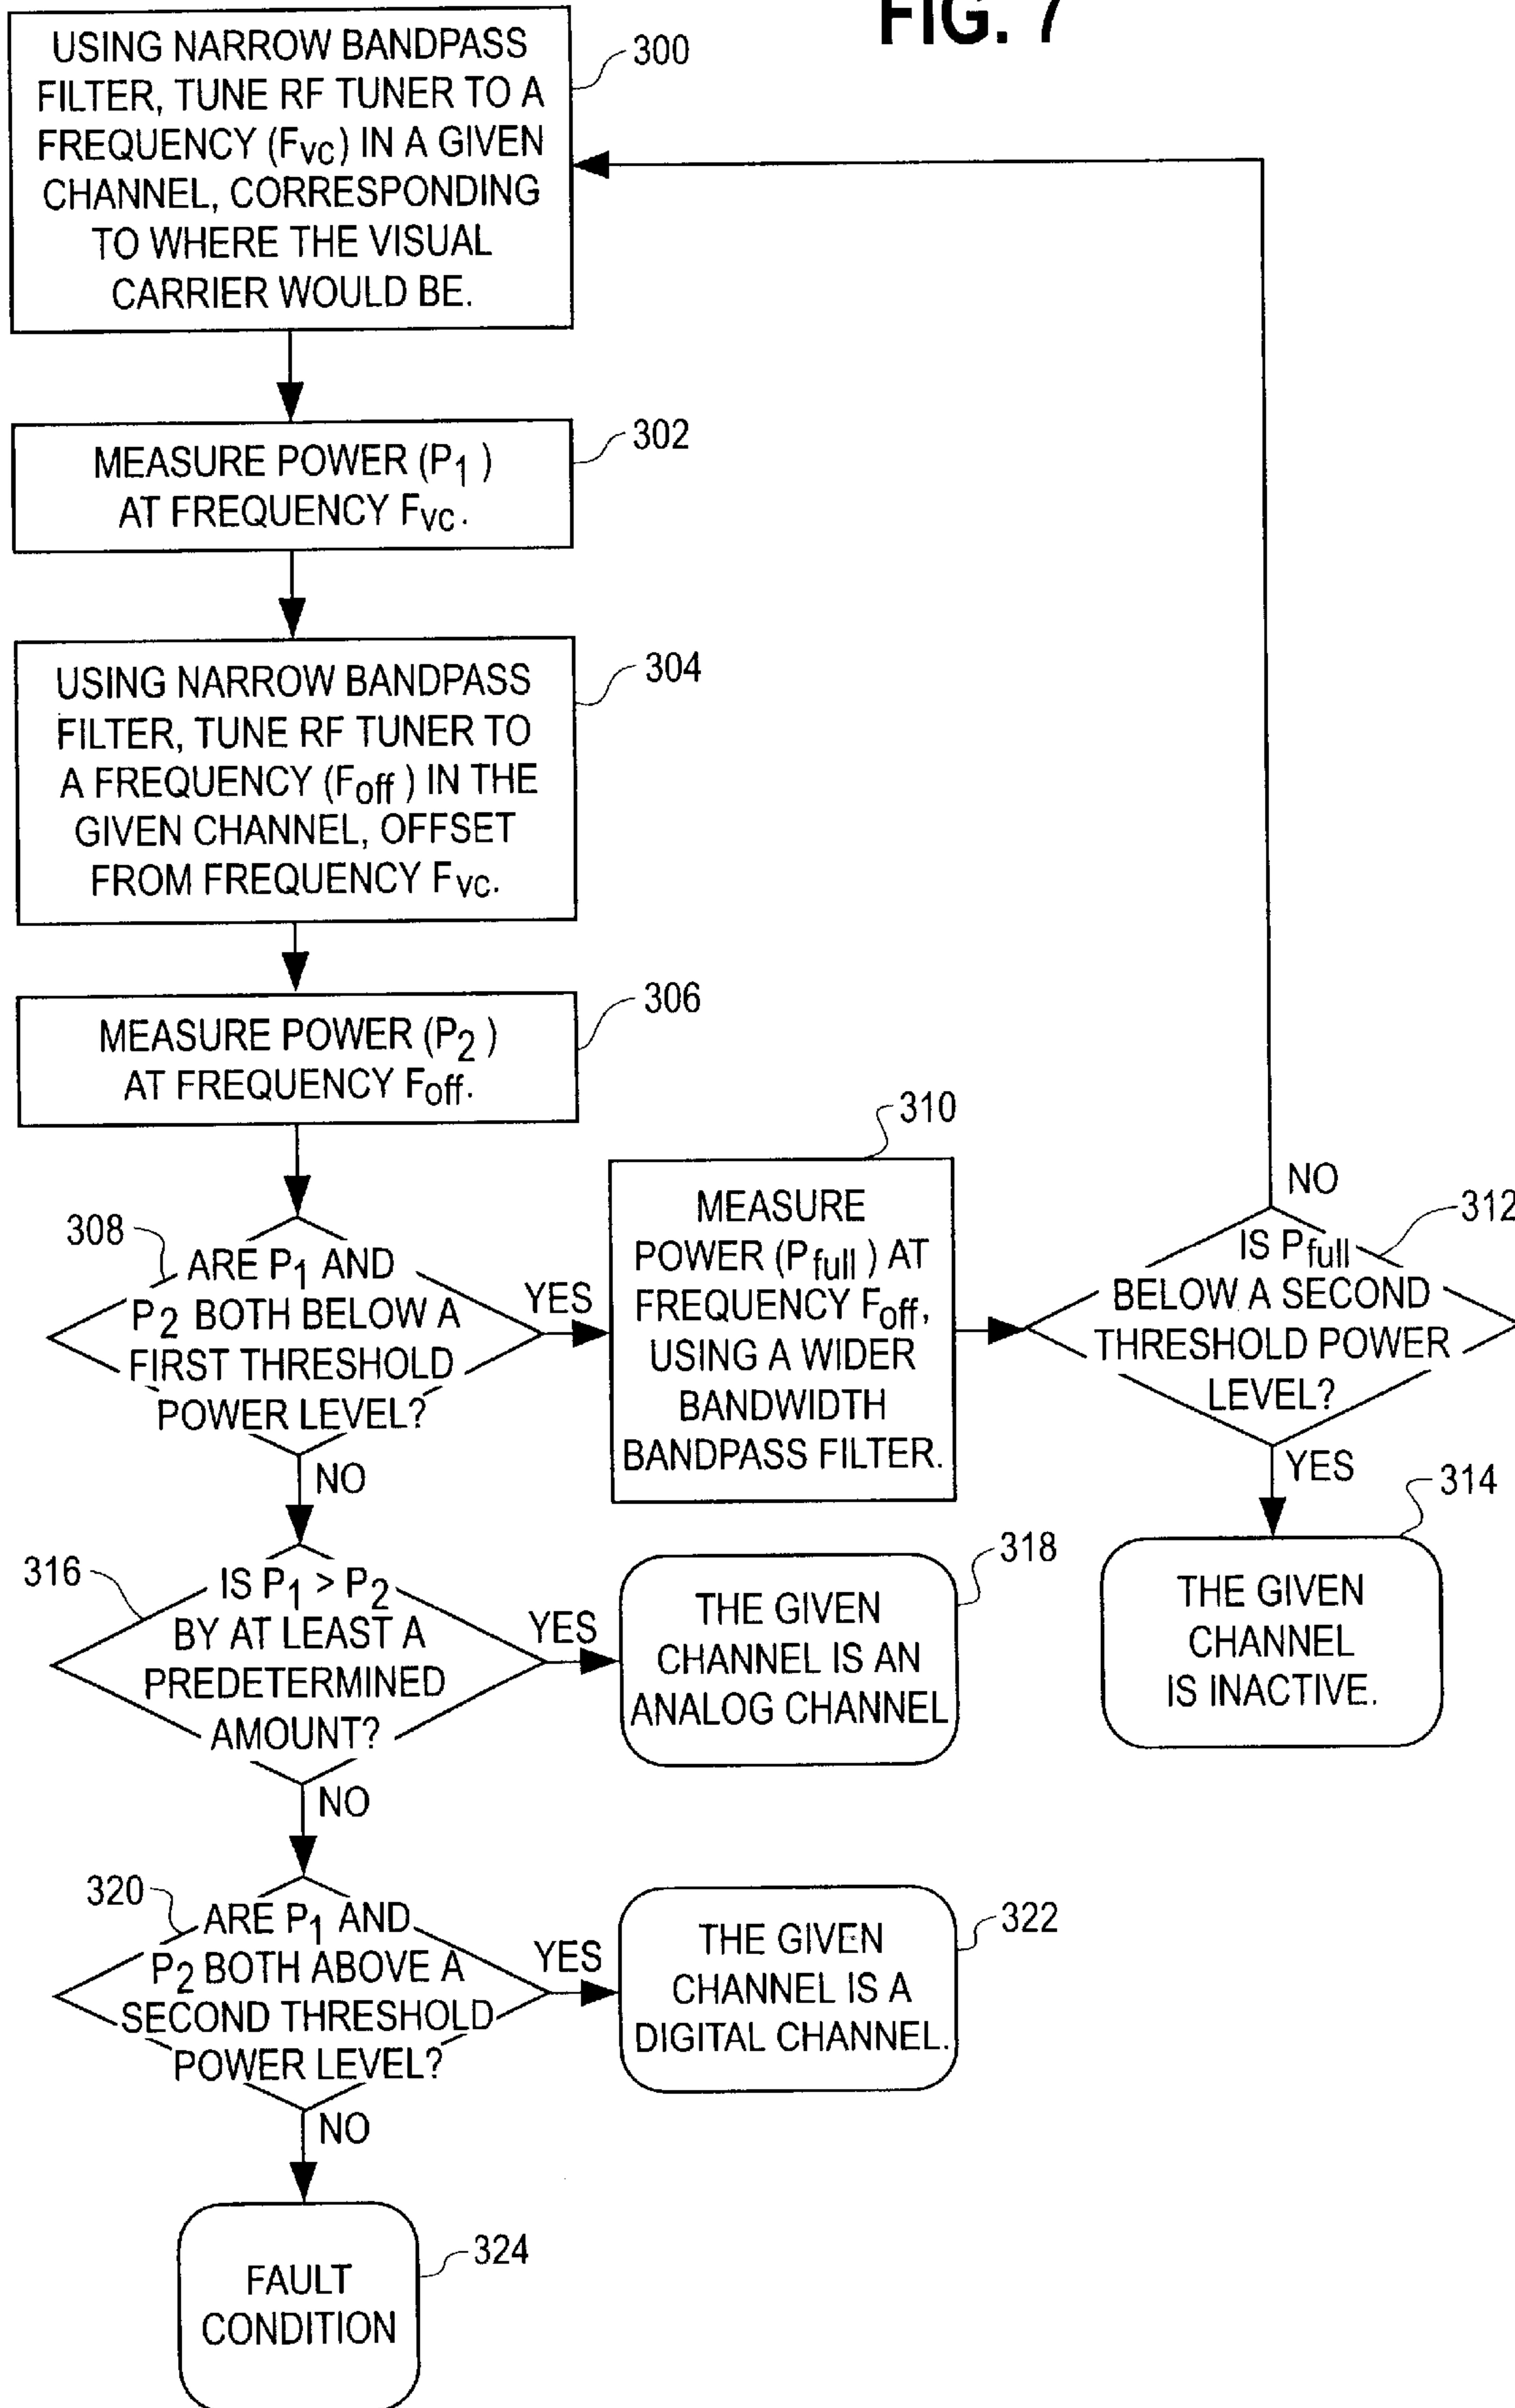 FIG. 7
USING NARROW BANDPASS
FILTER, TUNE RF TUNER TO A
FREQUENCY (FVC) IN A GIVEN
CHANNEL, CORRESPONDING
TO WHERE THE VISUAL
CARRIER WOULD BE.
300
MEASURE POWER (P1)
AT FREQUENCY FVC.
302
USING NARROW BANDPASS
FILTER, TUNE RF TUNER TO
A FREQUENCY (Foff) IN THE
GIVEN CHANNEL, OFFSET
FROM FREQUENCY FVC.
304
MEASURE POWER (P2)
AT FREQUENCY Foff.
306
308
ARE P1 AND
P2 BOTH BELOW A
FIRST THRESHOLD
POWER LEVEL?
YES
NO
310
MEASURE
POWER (Pfull) AT
FREQUENCY Foff,
USING A WIDER
BANDWIDTH
BANDPASS FILTER.
NO
312
IS Pfull
BELOW A SECOND
THRESHOLD POWER
LEVEL?
YES
314
THE GIVEN
CHANNEL
IS INACTIVE.
316
IS P1 > P2
BY AT LEAST A
PREDETERMINED
AMOUNT?
YES
NO
318
THE GIVEN
CHANNEL IS AN
ANALOG CHANNEL
320
ARE P1 AND
P2 BOTH ABOVE A
SECOND THRESHOLD
POWER LEVEL?
YES
NO
322
THE GIVEN
CHANNEL IS A
DIGITAL CHANNEL.
FAULT
CONDITION
324